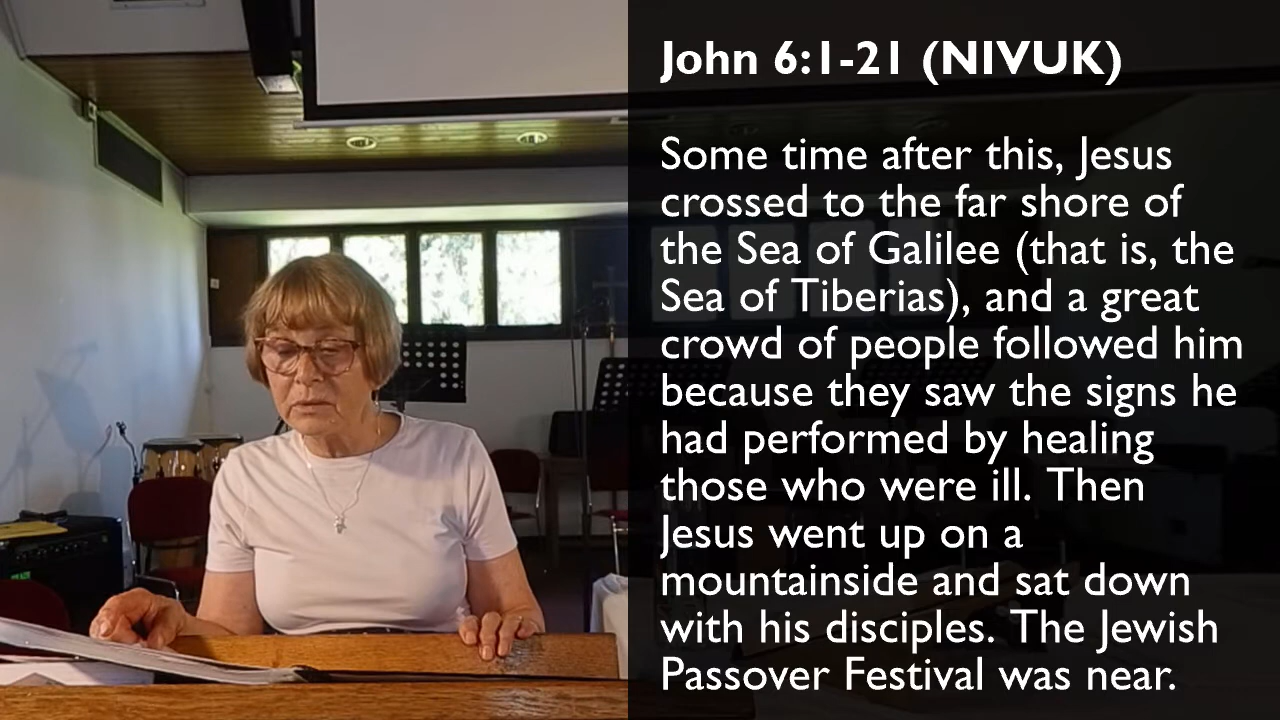 John 6:1-21 (NIVUK)
Some time after this, Jesus
crossed to the far shore of
the Sea of Galilee (that is, the
Sea of Tiberias), and a great
crowd of people followed him
because they saw the signs he
had performed by healing
those who were ill. Then
Jesus went up on a
mountainside and sat down
with his disciples. The Jewish
Passover Festival was near.